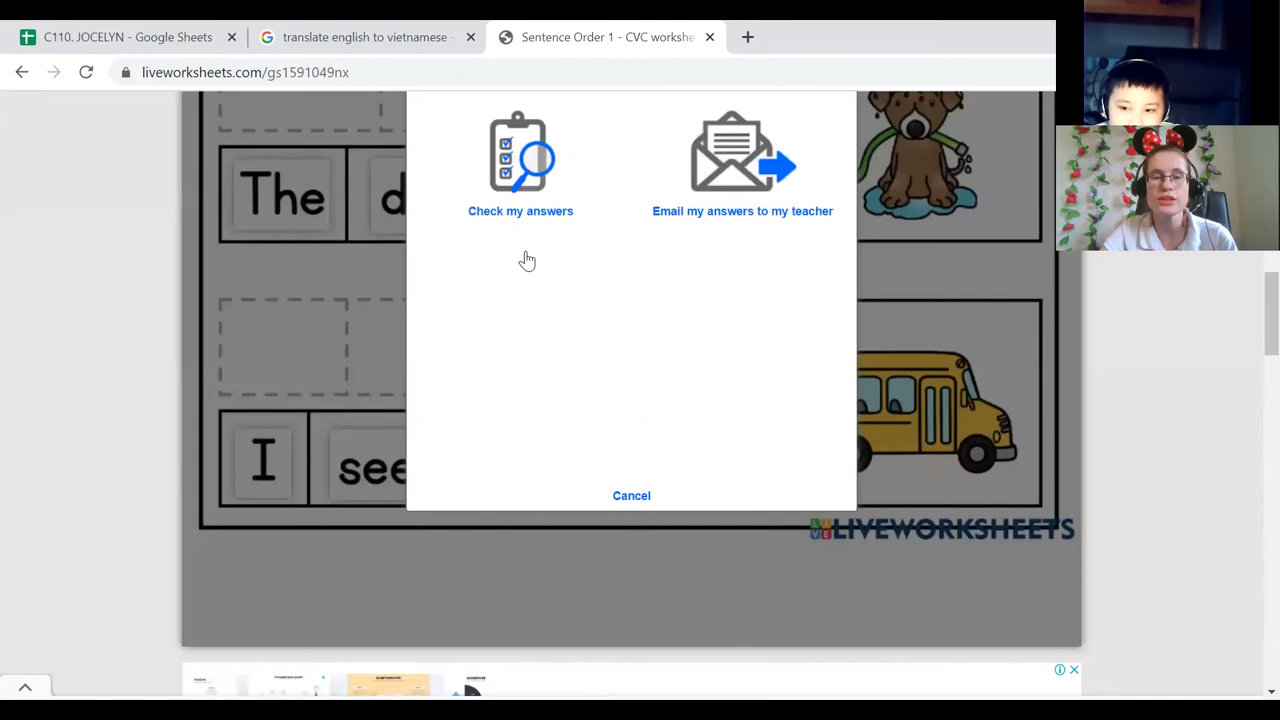 C110. JOCELYN - Google Sheets
translate english to vietnamese -
Sentence Order 1 - CVC workshe
liveworksheets.com/gs1591049nx
The d
Check my answers
Email my answers to my teacher
I see
Cancel
LIVEWORKSHEETS